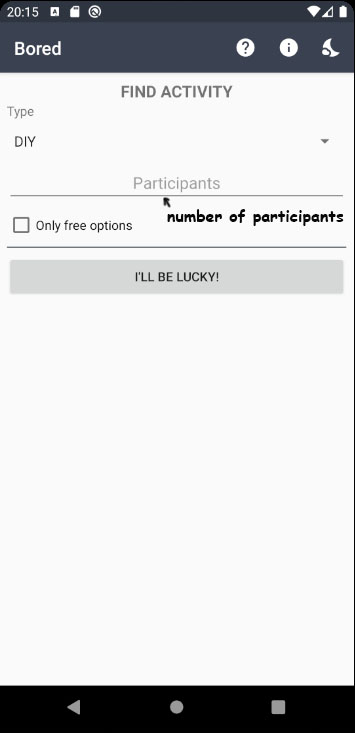 20:15
Bored
FIND ACTIVITY
Type
DIY
Participants
number of participants
Only free options
I'LL BE LUCKY!